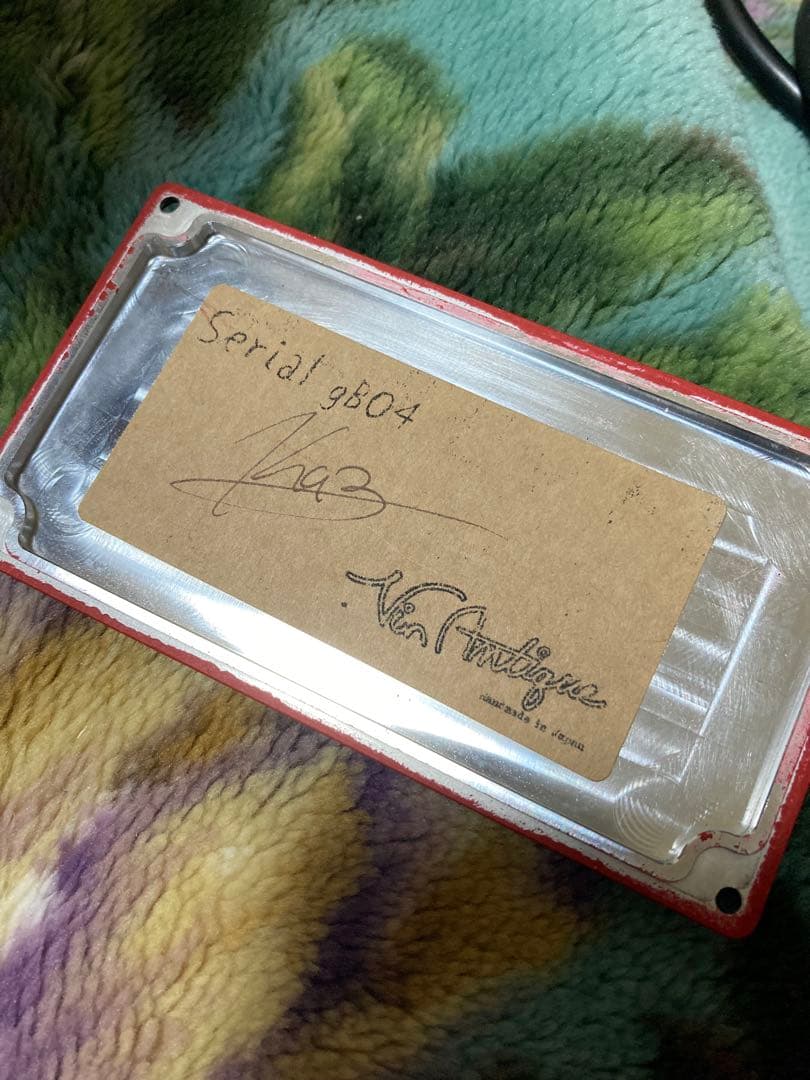 Serial gB04
Kaz
Vin Antique
Handmade in Japan